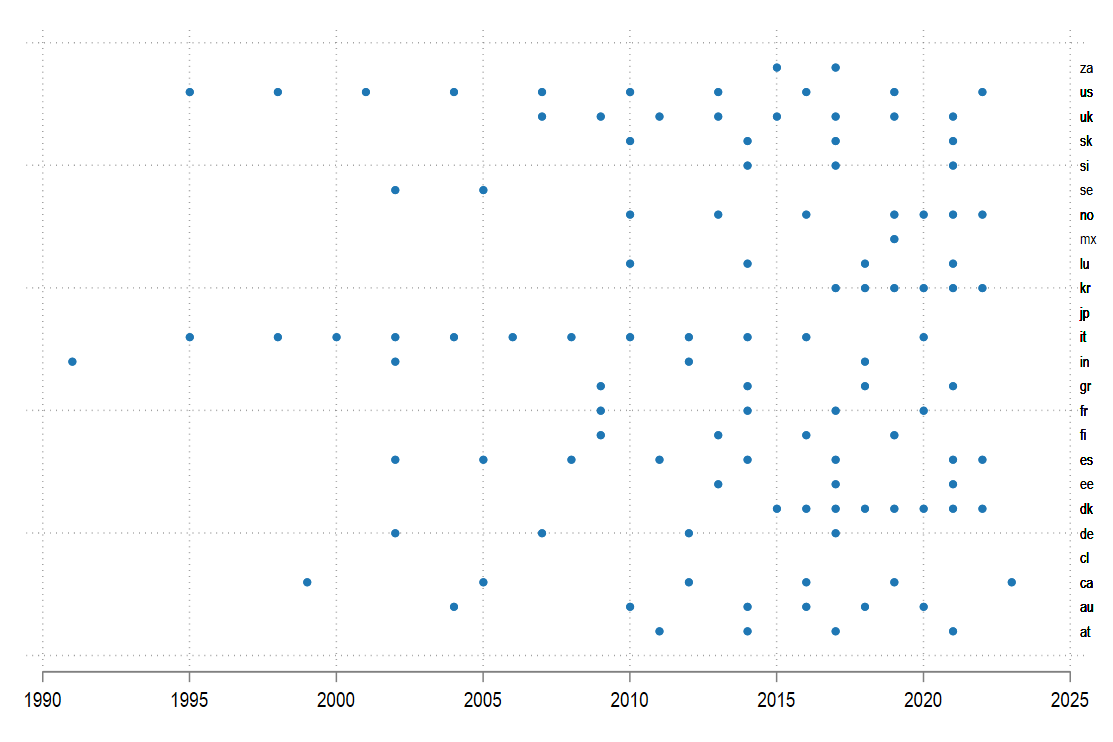 za
us
uk
sk
si
se
no
mx
lu
kr
jp
it
in
gr
fr
fi
es
ee
dk
de
cl
ca
au
at
1990 1995 2000 2005 2010 2015 2020 2025